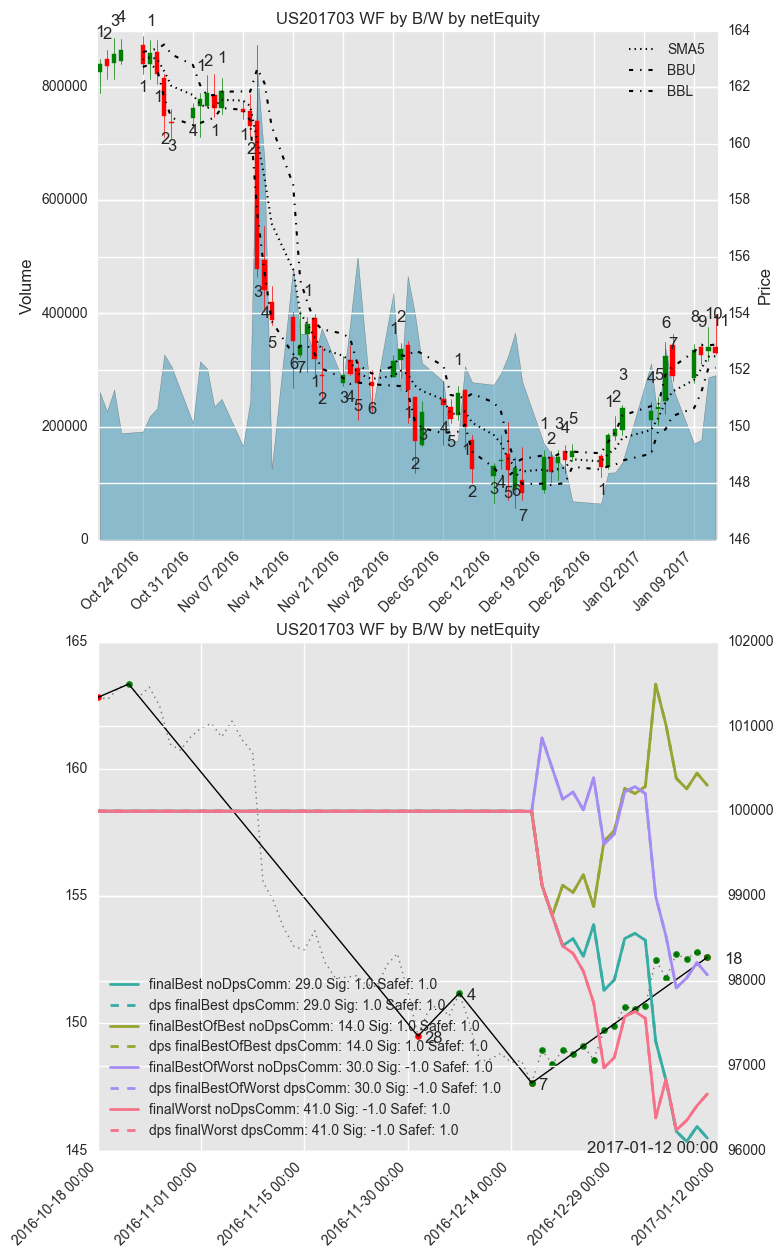 US201703 WF by B/W by netEquity
SMA5
BBU
BBL
Volume
Price
800000
600000
400000
200000
0
164
162
160
158
156
154
152
150
148
146
Oct 24 2016
Oct 31 2016
Nov 07 2016
Nov 14 2016
Nov 21 2016
Nov 28 2016
Dec 05 2016
Dec 12 2016
Dec 19 2016
Dec 26 2016
Jan 02 2017
Jan 09 2017
US201703 WF by B/W by netEquity
165
160
155
150
145
102000
101000
100000
99000
98000
97000
96000
18
4
28
7
finalBest noDpsComm: 29.0 Sig: 1.0 Safef: 1.0
dps finalBest dpsComm: 29.0 Sig: 1.0 Safef: 1.0
finalBestOfBest noDpsComm: 14.0 Sig: 1.0 Safef: 1.0
dps finalBestOfBest dpsComm: 14.0 Sig: 1.0 Safef: 1.0
finalBestOfWorst noDpsComm: 30.0 Sig: -1.0 Safef: 1.0
dps finalBestOfWorst dpsComm: 30.0 Sig: -1.0 Safef: 1.0
finalWorst noDpsComm: 41.0 Sig: -1.0 Safef: 1.0
dps finalWorst dpsComm: 41.0 Sig: -1.0 Safef: 1.0
2017-01-12 00:00
2016-10-18 00:00
2016-11-01 00:00
2016-11-15 00:00
2016-11-30 00:00
2016-12-14 00:00
2016-12-29 00:00
2017-01-12 00:00